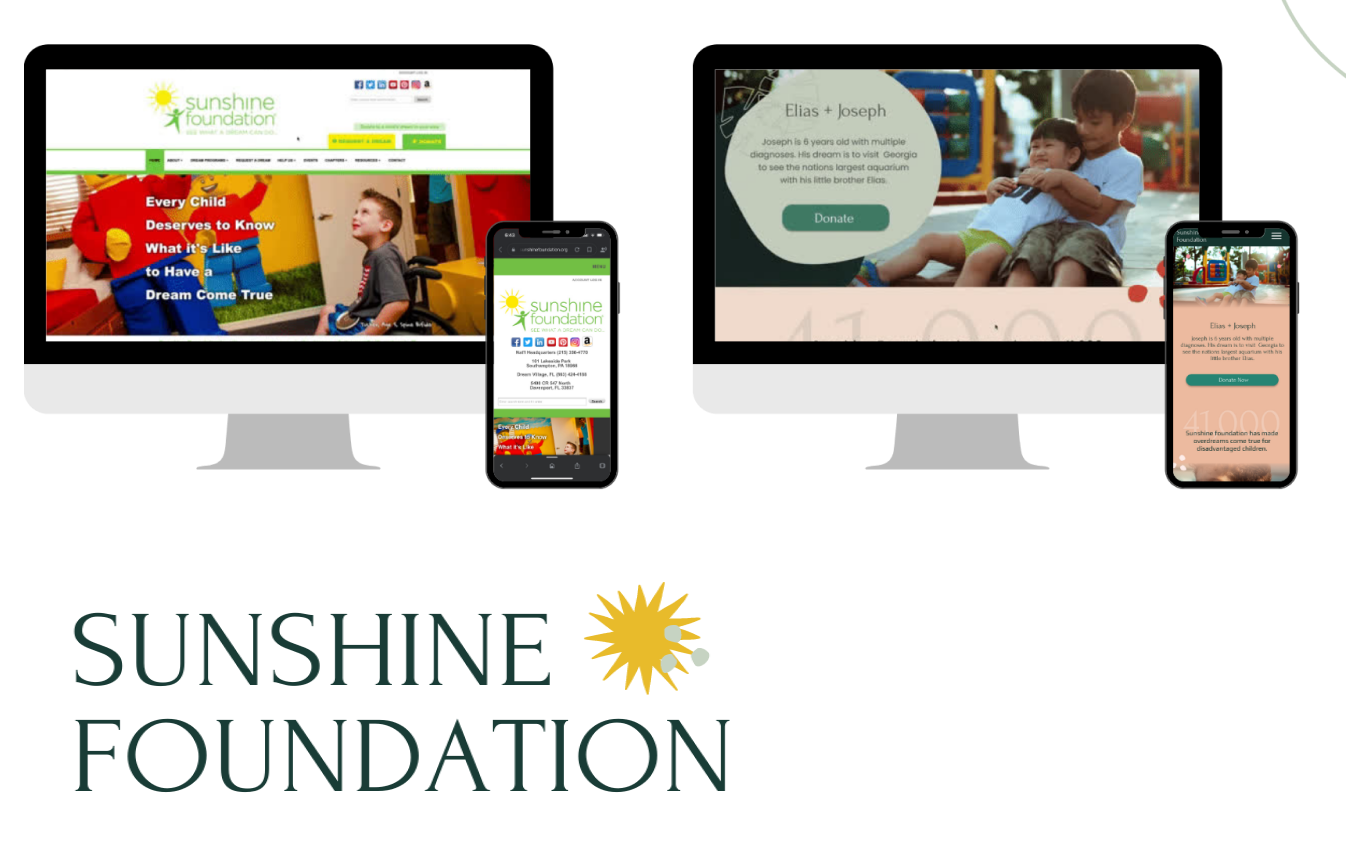 sunshine
foundation
SEE WHAT A DREAM CAN DO...
REQUEST A DREAM
DONATE
HOME ABOUT DREAM PROGRAMS REQUEST A DREAM HELP US EVENTS CHAPTERS RESOURCES CONTACT
Every Child
Deserves to Know
What it's Like
to Have a
Dream Come True
MENU
sunshine
foundation
SEE WHAT A DREAM CAN DO...
Nat'l Headquarters (215) 396-4770
101 Lakeside Park
Southampton, PA 18966
Dream Village, FL (863) 424-4188
5400 CR 547 North
Davenport, FL 33837
Search
Every Child
Deserves to Know
What it's Like
Elias + Joseph
Joseph is 6 years old with multiple
diagnoses. His dream is to visit Georgia
to see the nations largest aquarium
with his little brother Elias.
Donate
41,000
Sunshine
Foundation
Elias + Joseph
Joseph is 6 years old with multiple
diagnoses. His dream is to visit Georgia to
see the nations largest aquarium with his
little brother Elias.
Donate Now
41000
Sunshine foundation has made
overdreams come true for
disadvantaged children.
SUNSHINE
FOUNDATION